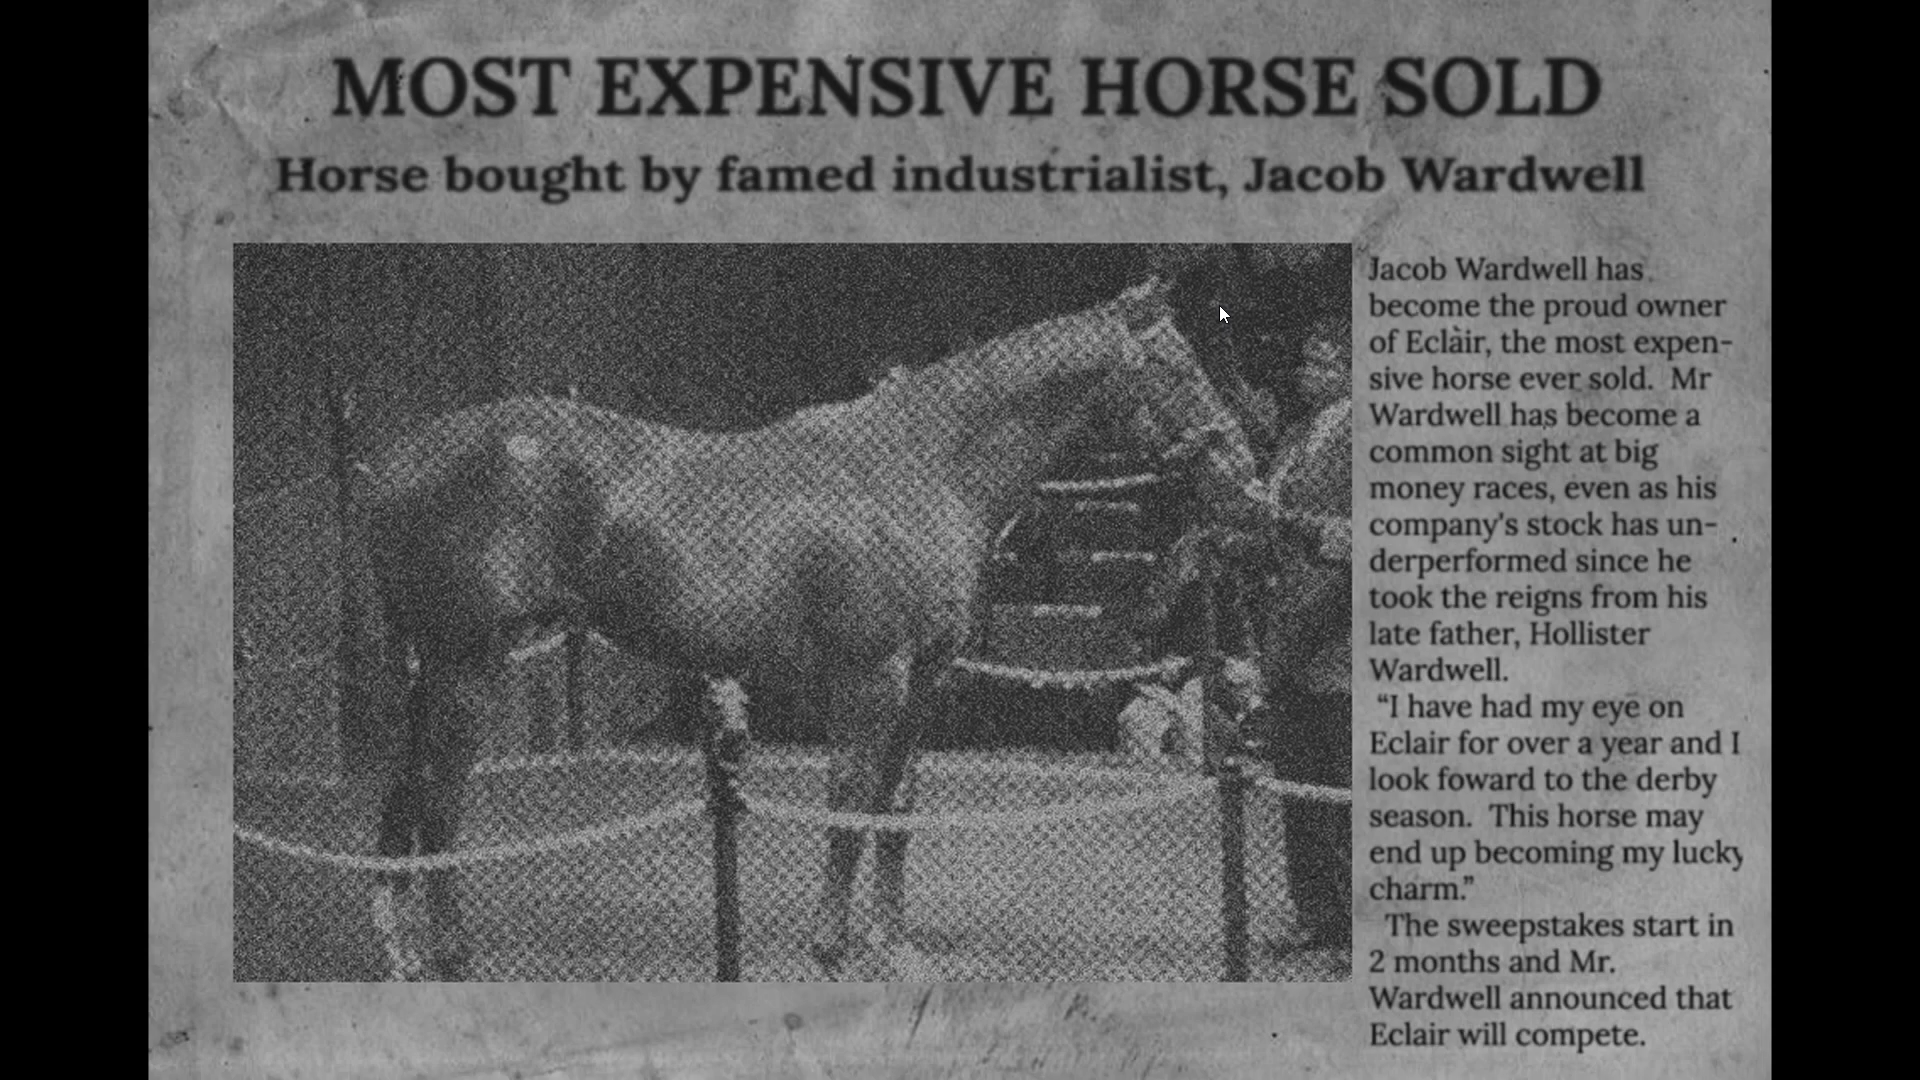 MOST EXPENSIVE HORSE SOLD
Horse bought by famed industrialist, Jacob Wardwell
Jacob Wardwell has
become the proud owner
of Eclair, the most expen-
sive horse ever sold.  Mr
Wardwell has become a
common sight at big
money races, even as his
company's stock has un-
derperformed since he
took the reigns from his
late father, Hollister
Wardwell.
“I have had my eye on
Eclair for over a year and I
look foward to the derby
season.  This horse may
end up becoming my lucky
charm.”
The sweepstakes start in
2 months and Mr.
Wardwell announced that
Eclair will compete.